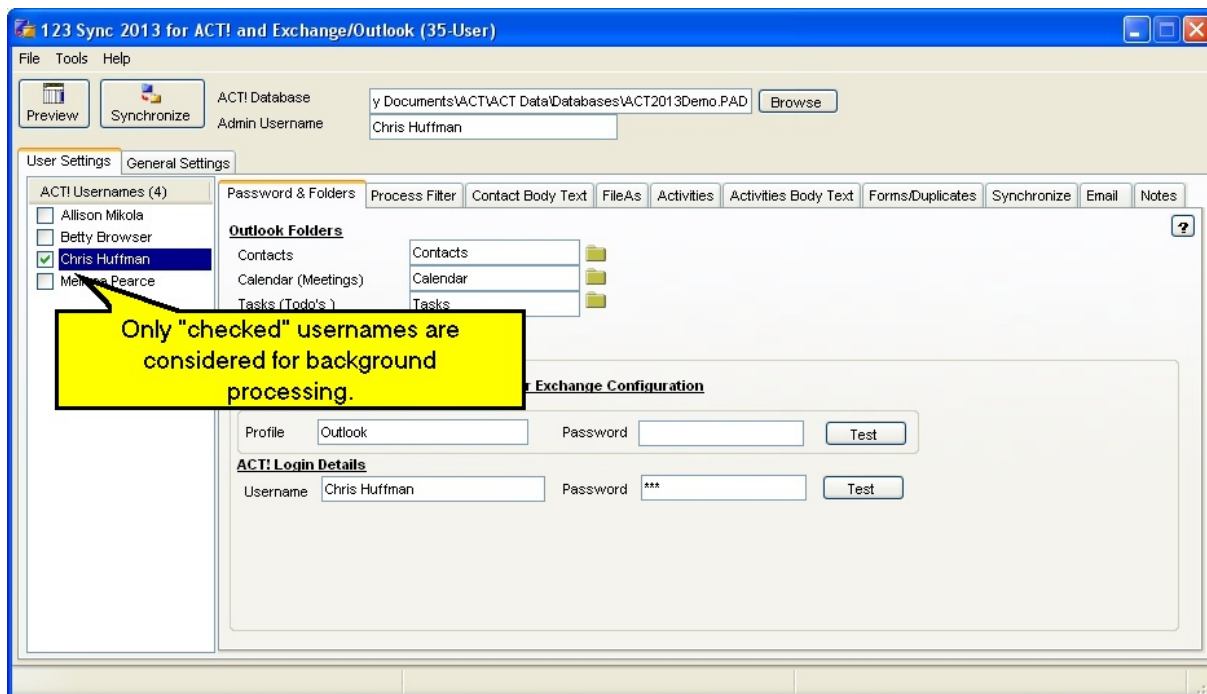 123 Sync 2013 for ACT! and Exchange/Outlook (35-User)
File Tools Help
Preview
Synchronize
ACT! Database
y Documents\ACT\ACT Data\Databases\ACT2013Demo.PAD
Browse
Admin Username
Chris Huffman
User Settings
General Settings
ACT! Usernames (4)
Allison Mikola
Betty Browser
Chris Huffman
Pearce
Only "checked" usernames are
considered for background
processing.
Password & Folders
Process Filter
Contact Body Text
FileAs
Activities
Activities Body Text
Forms/Duplicates
Synchronize
Email
Notes
?
Outlook Folders
Contacts
Contacts
Calendar (Meetings)
Calendar
Tasks (Todo's )
Tasks
Exchange Configuration
Profile
Outlook
Password
Test
ACT! Login Details
Username
Chris Huffman
Password
***
Test